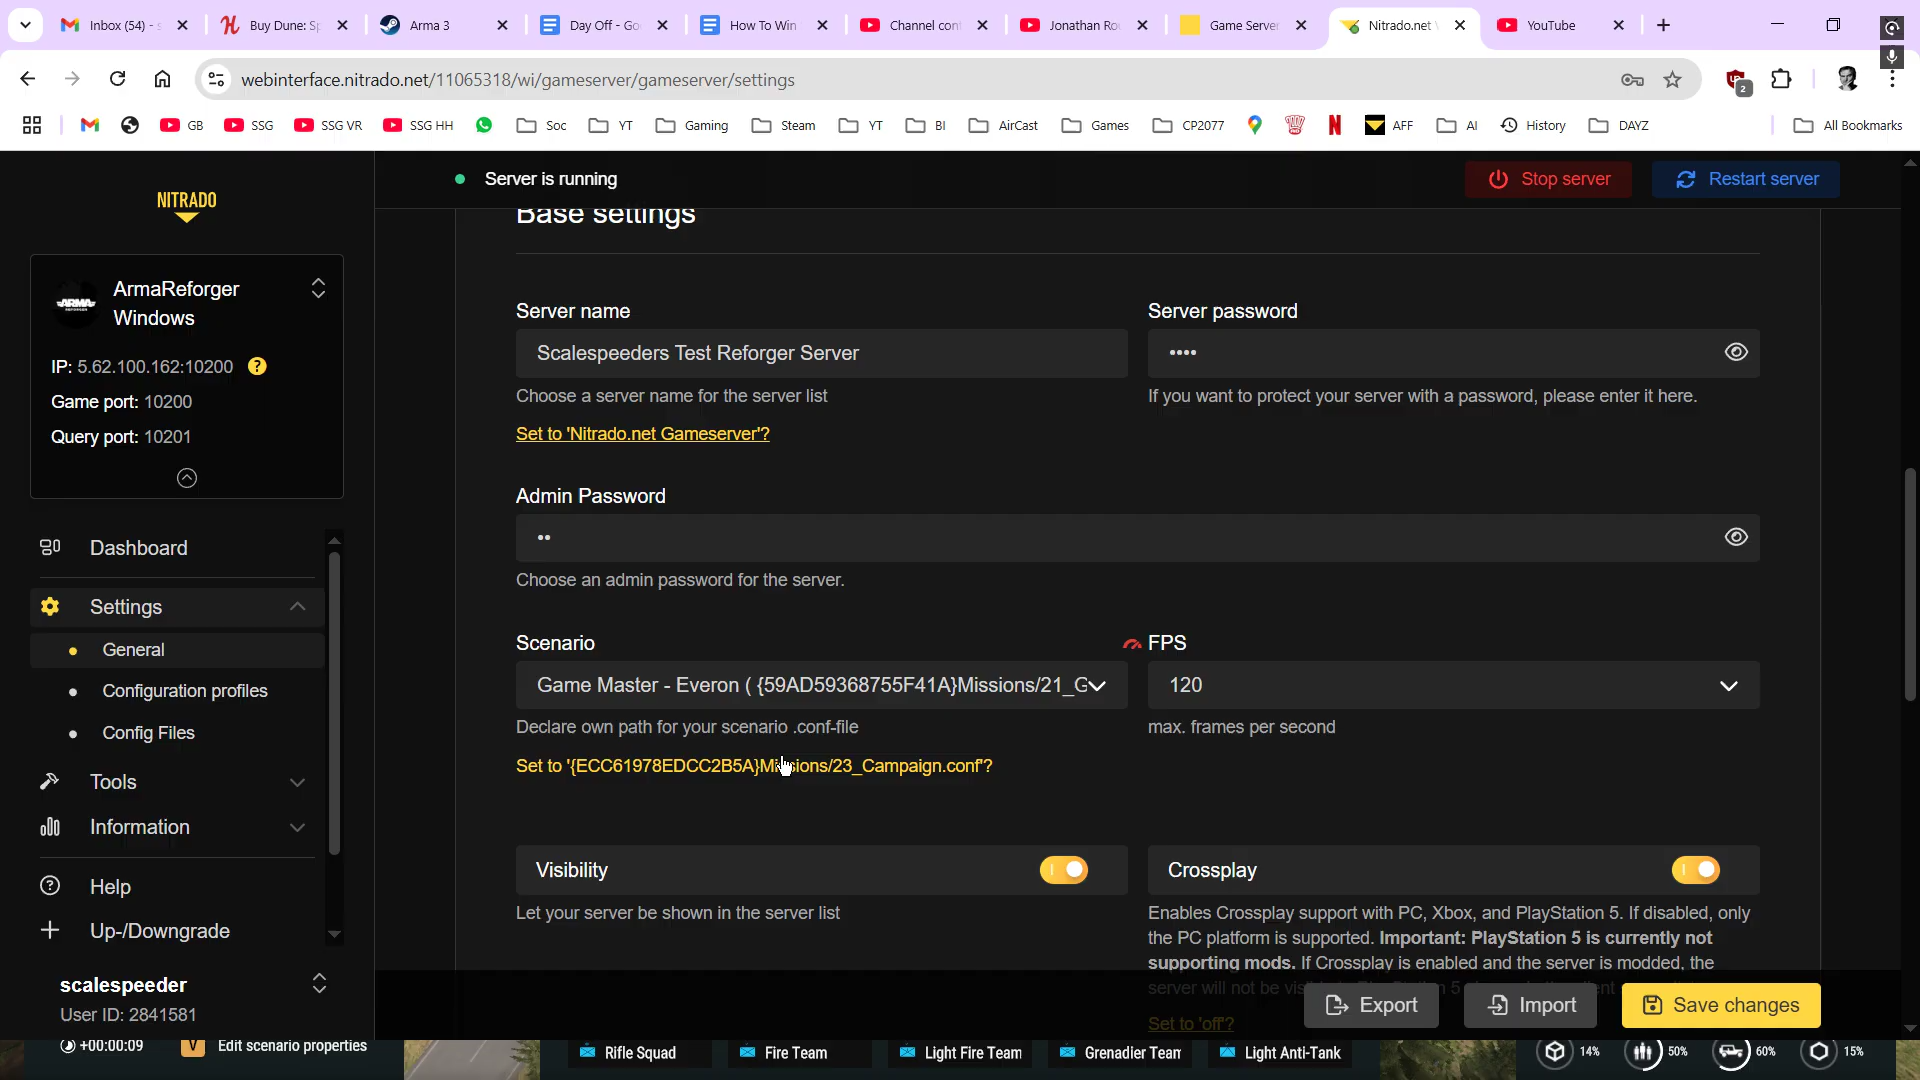 Inbox (54) - s
Buy Dune: Sp
Arma 3
Day Off - Go
How To Win
Channel con
Jonathan Ro
Game Server
Nitrado.net
YouTube
webinterface.nitrado.net/11065318/wi/gameserver/gameserver/settings
2
GB
SSG
SSG VR
SSG HH
Soc
YT
Gaming
Steam
YT
BI
AirCast
Games
CP2077
AFF
AI
History
DAYZ
All Bookmarks
NITRADO
Server is running
Stop server
Restart server
Base settings
ARMA
ArmaReforger
Windows
IP: 5.62.100.162:10200
Game port: 10200
Query port: 10201
Dashboard
Settings
General
Configuration profiles
Config Files
Tools
Information
Help
Up-/Downgrade
scalespeeder
User ID: 2841581
Server name
Server password
Scalespeeders Test Reforger Server
••••
Choose a server name for the server list
If you want to protect your server with a password, please enter it here.
Set to 'Nitrado.net Gameserver'?
Admin Password
••
Choose an admin password for the server.
Scenario
FPS
Game Master - Everon ( {59AD59368755F41A}Missions/21_G
120
Declare own path for your scenario .conf-file
max. frames per second
Set to '{ECC61978EDCC2B5A}Missions/23_Campaign.conf'?
Visibility
Crossplay
Let your server be shown in the server list
Enables Crossplay support with PC, Xbox, and PlayStation 5. If disabled, only
the PC platform is supported. Important: PlayStation 5 is currently not
supporting mods. If Crossplay is enabled and the server is modded, the
server will not be
Set to 'off'?
Export
Import
Save changes
+00:00:09
V
Edit scenario properties
Rifle Squad
Fire Team
Light Fire Team
Grenadier Team
Light Anti-Tank
14%
50%
60%
15%